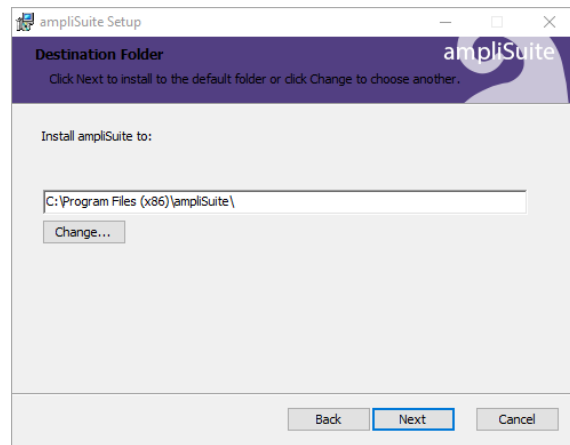 ampliSuite Setup
Destination Folder
ampliSuite
Click Next to install to the default folder or click Change to choose another.
Install ampliSuite to:
C:\Program Files (x86)\ampliSuite\
Change...
Back
Next
Cancel